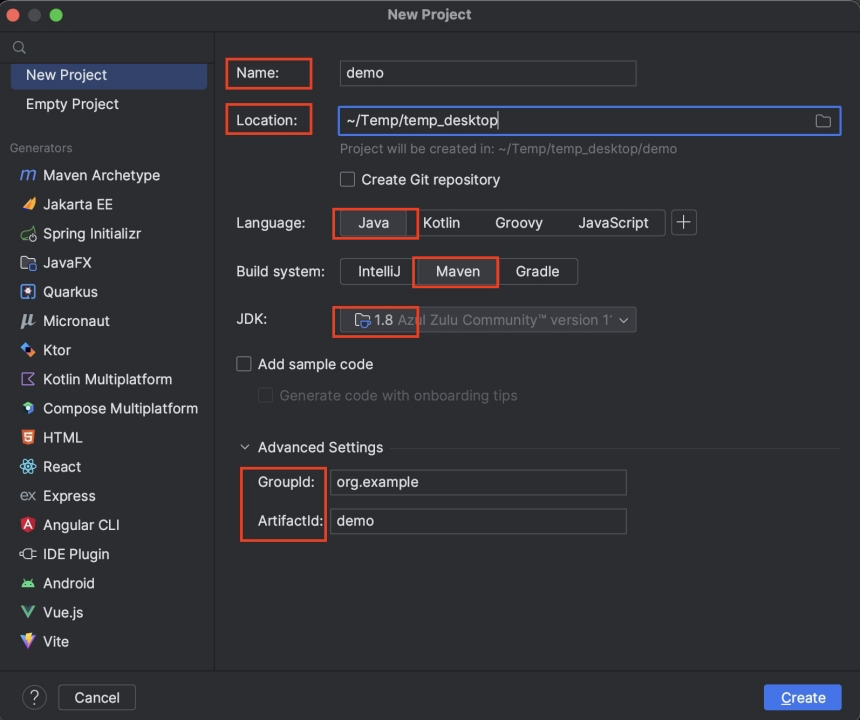 New Project
New Project
Empty Project
Generators
Maven Archetype
Jakarta EE
Spring Initializr
JavaFX
Quarkus
Micronaut
Ktor
Kotlin Multiplatform
Compose Multiplatform
HTML
React
ex Express
Angular CLI
IDE Plugin
Android
Vue.js
Vite
Name: demo
Location: ~/Temp/temp_desktop
Project will be created in: ~/Temp/temp_desktop/demo
Create Git repository
Language: Java Kotlin Groovy JavaScript
Build system: IntelliJ Maven Gradle
JDK: 1.8 Azul Zulu Community™ version
Add sample code
Generate code with onboarding tips
Advanced Settings
GroupId: org.example
ArtifactId: demo
? Cancel Create